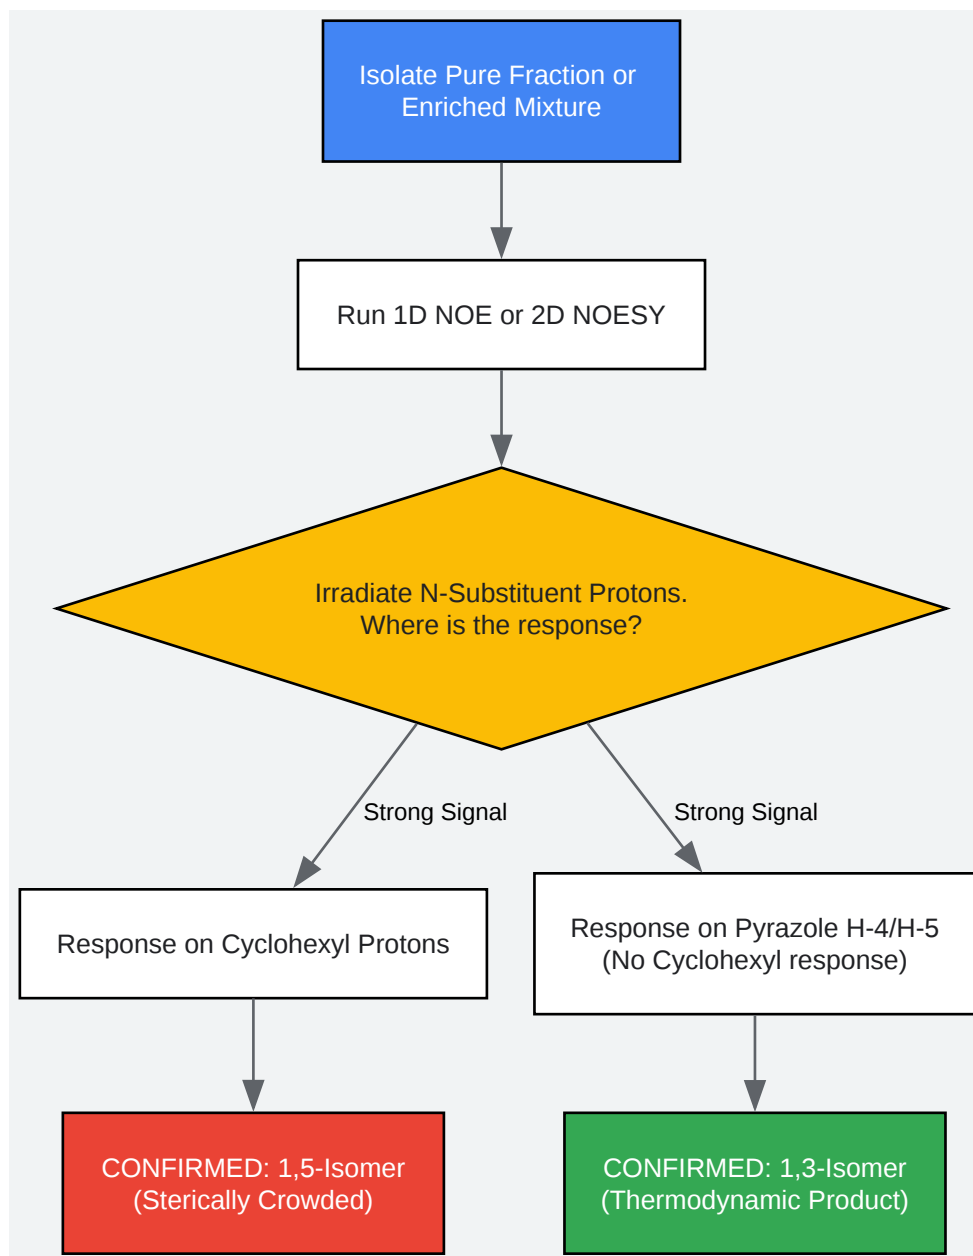 Isolate Pure Fraction or
Enriched Mixture
Run 1D NOE or 2D NOESY
Irradiate N-Substituent Protons.
Where is the response?
Strong Signal
Strong Signal
Response on Cyclohexyl Protons
Response on Pyrazole H-4/H-5
(No Cyclohexyl response)
CONFIRMED: 1,5-Isomer
(Sterically Crowded)
CONFIRMED: 1,3-Isomer
(Thermodynamic Product)